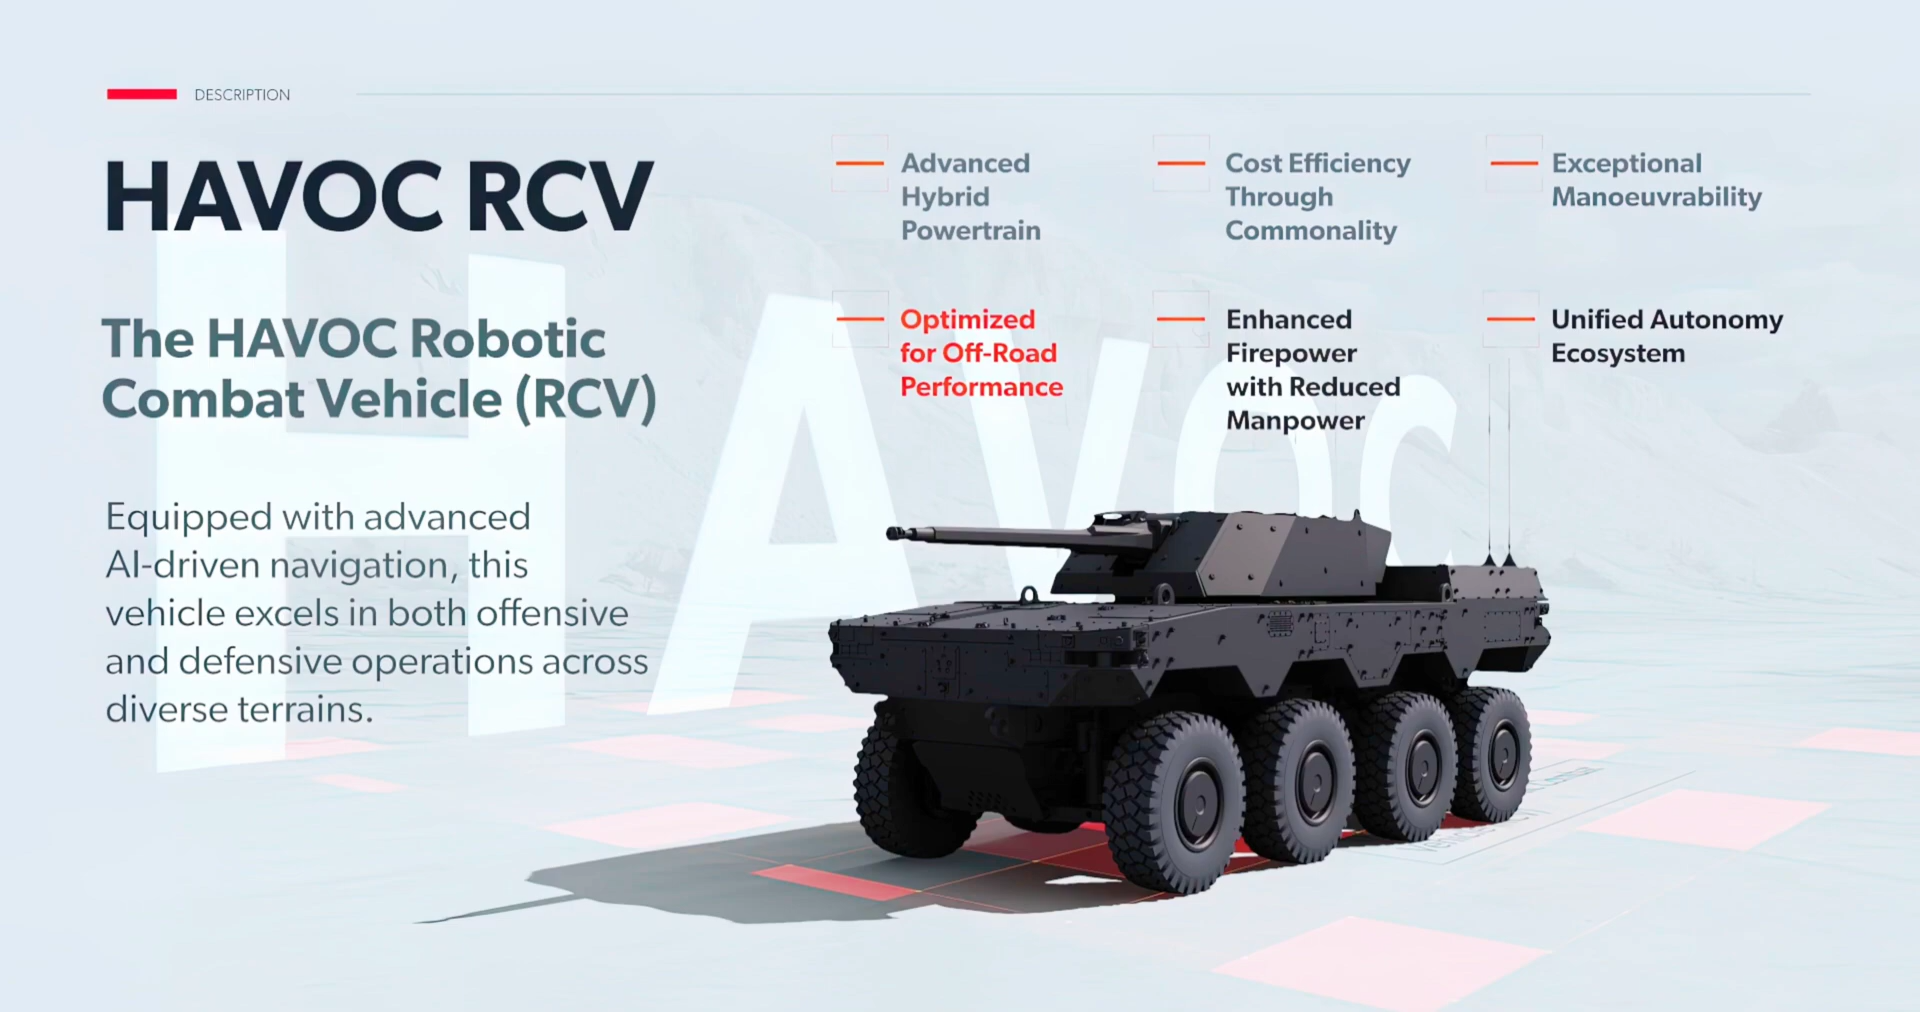 DESCRIPTION
HAVOC RCV
The HAVOC Robotic
Combat Vehicle (RCV)
Equipped with advanced
AI-driven navigation, this
vehicle excels in both offensive
and defensive operations across
diverse terrains.
Advanced
Hybrid
Powertrain
Cost Efficiency
Through
Commonality
Exceptional
Manoeuvrability
Optimized
for Off-Road
Performance
Enhanced
Firepower
with Reduced
Manpower
Unified Autonomy
Ecosystem
HAVOC